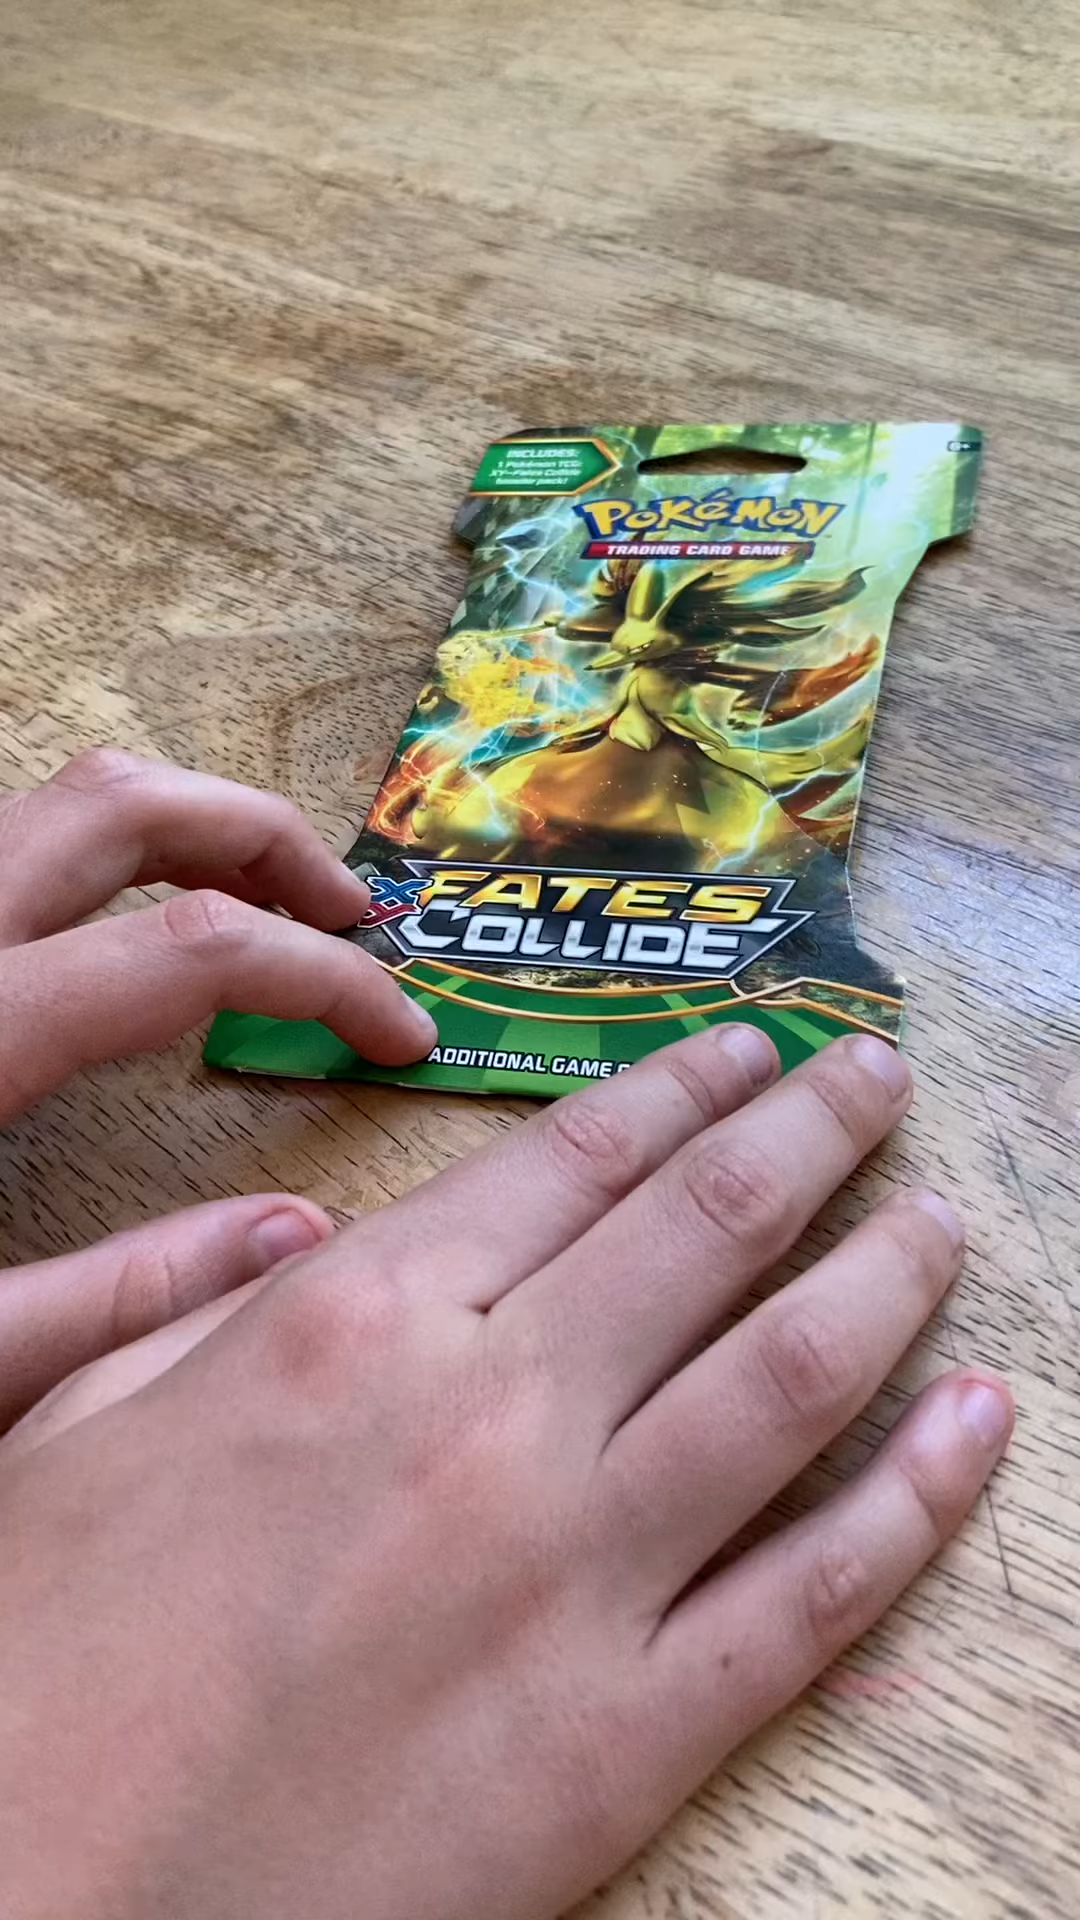 INCLUDES:
1 Pokémon TCG:
XY—Fates Collide
booster pack!
6+
POKéMON
TRADING CARD GAME
XY
FATES
COLLIDE
ADDITIONAL GAME